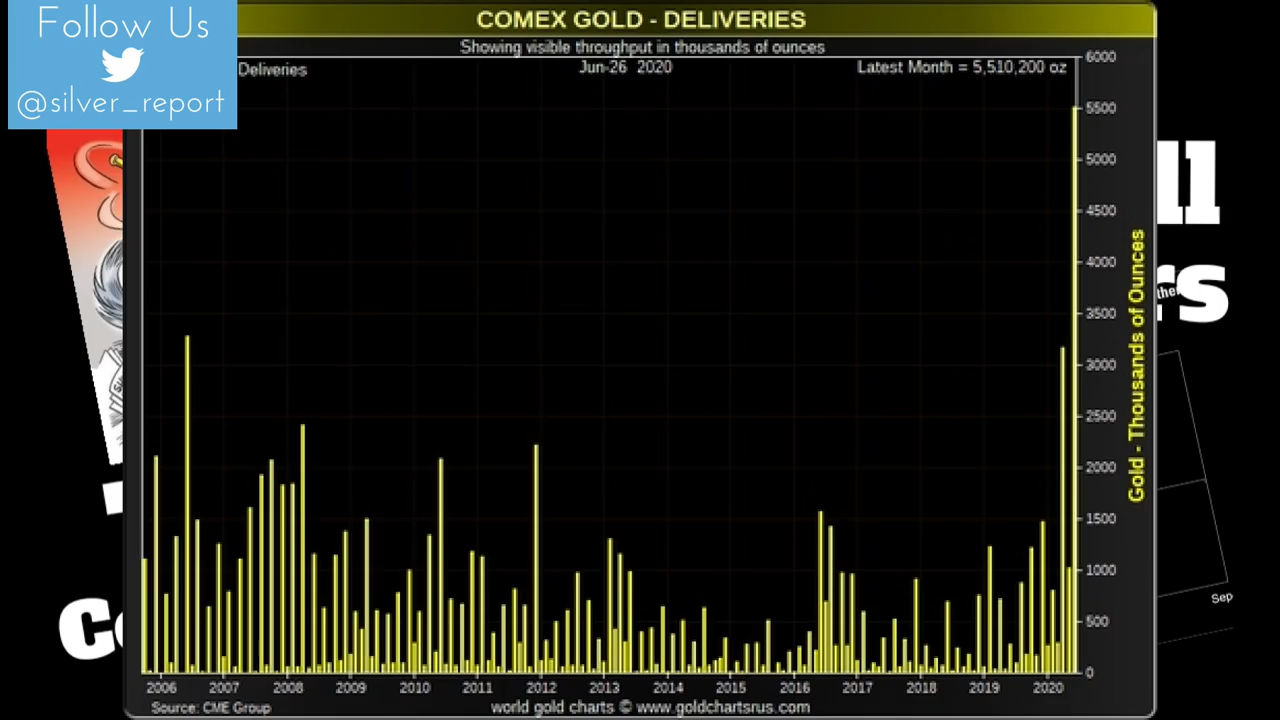 Follow Us
@silver_report
COMEX GOLD - DELIVERIES
Showing visible throughput in thousands of ounces
Deliveries
Jun-26 2020
Latest Month = 5,510,200 oz
6000
5500
5000
4500
4000
3500
3000
2500
2000
1500
1000
500
0
Gold - Thousands of Ounces
2006 2007 2008 2009 2010 2011 2012 2013 2014 2015 2016 2017 2018 2019 2020
Source: CME Group
world gold charts © www.goldchartsrus.com
Sep